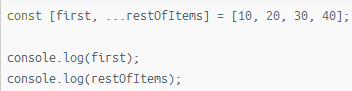 const [first, ...restOfItems] = [10, 20, 30, 40];
console.log(first);
console.log(restOfItems);